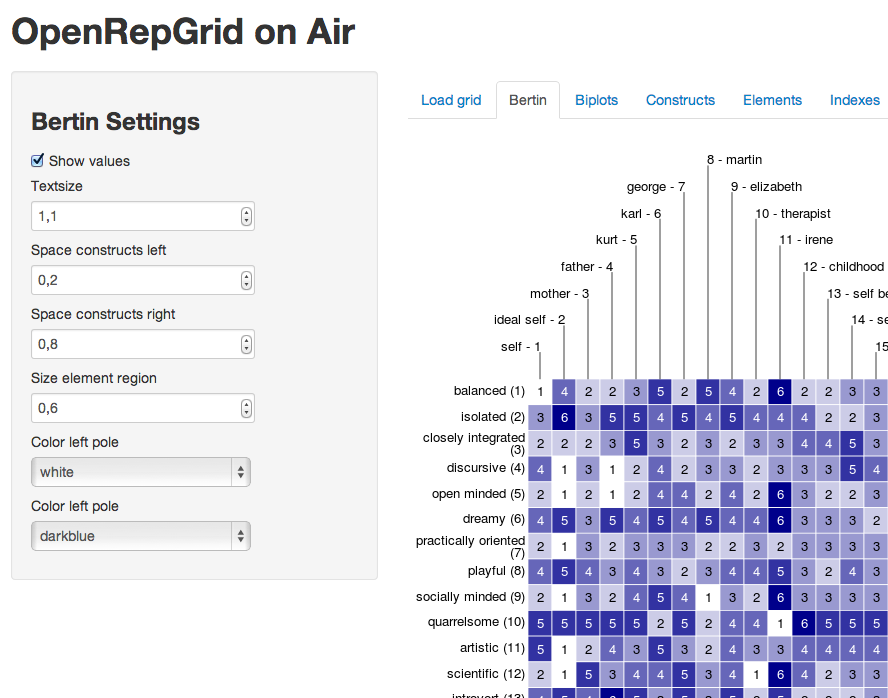 OpenRepGrid on Air
Bertin Settings
Show values
Textsize
1,1
Space constructs left
0,2
Space constructs right
0,8
Size element region
0,6
Color left pole
white
Color left pole
darkblue
Load grid Bertin Biplots Constructs Elements Indexes
8 - martin
george - 7 9 - elizabeth
karl - 6 10 - therapist
kurt - 5 11 - irene
father - 4 12 - childhood
mother - 3 13 - self be
ideal self - 2 14 - se
self - 1 15
balanced (1) 1 4 2 2 3 5 2 5 4 2 6 2 2 3 3
isolated (2) 3 6 3 5 5 4 5 4 5 4 4 4 2 2 3
closely integrated
(3) 2 2 2 3 5 3 2 3 2 3 3 4 4 5 3
discursive (4) 4 1 3 1 2 4 2 3 3 2 3 3 3 5 4
open minded (5) 2 1 2 1 2 4 4 2 4 2 6 3 2 2 3
dreamy (6) 4 5 3 5 4 5 4 5 4 4 6 3 3 3 2
practically oriented
(7) 2 1 3 2 3 3 3 2 2 3 2 3 3 3 3
playful (8) 4 5 4 3 4 3 2 3 4 4 5 3 2 4 3
socially minded (9) 2 1 3 2 4 5 4 1 3 2 6 3 3 3 3
quarrelsome (10) 5 5 5 5 5 2 5 2 4 4 1 6 5 5 5
artistic (11) 5 1 2 4 3 5 3 2 4 3 3 4 4 4 4
scientific (12) 2 1 5 3 4 4 5 3 4 1 6 4 2 3 3
introvert (13)